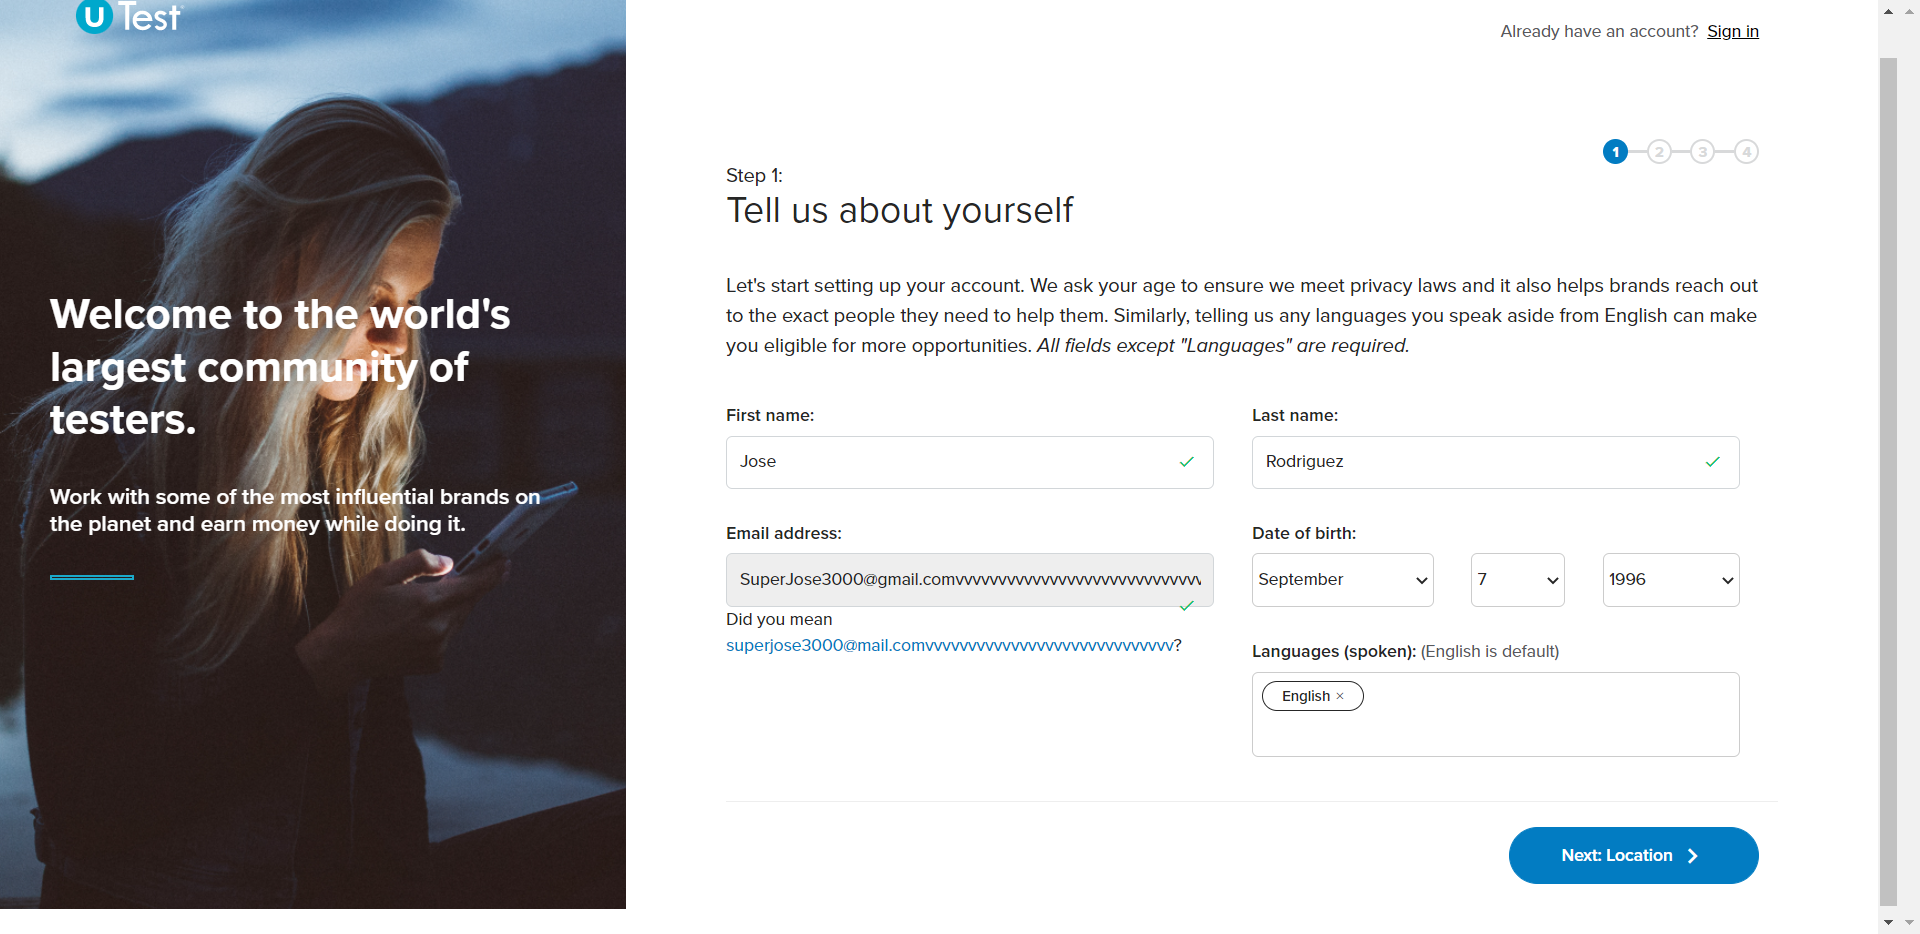 U Test
Already have an account? Sign in
1 2 3 4
Step 1:
Tell us about yourself
Welcome to the world's
largest community of
testers.
Work with some of the most influential brands on
the planet and earn money while doing it.
Let's start setting up your account. We ask your age to ensure we meet privacy laws and it also helps brands reach out
to the exact people they need to help them. Similarly, telling us any languages you speak aside from English can make
you eligible for more opportunities. All fields except "Languages" are required.
First name:
Jose
Last name:
Rodriguez
Email address:
SuperJose3000@gmail.comvvvvvvvvvvvvvvvvvvvvvvvvvvvvv
Did you mean
superjose3000@mail.comvvvvvvvvvvvvvvvvvvvvvvvvvvvvv?
Date of birth:
September 7 1996
Languages (spoken): (English is default)
English ×
Next: Location